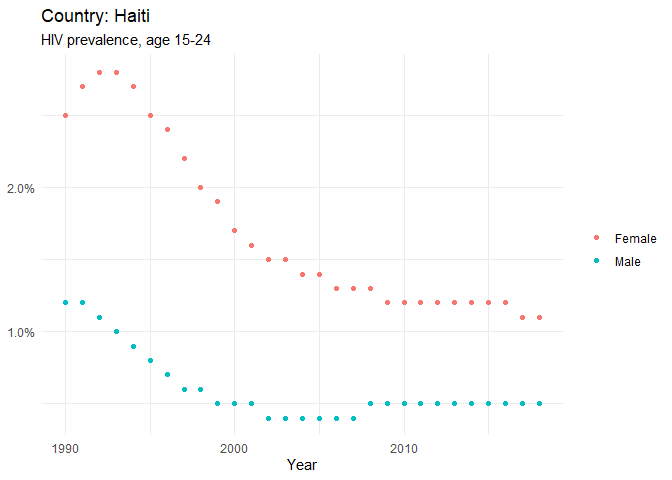 Country: Haiti
HIV prevalence, age 15-24
2.0%
1.0%
1990
2000
2010
Year
Female
Male